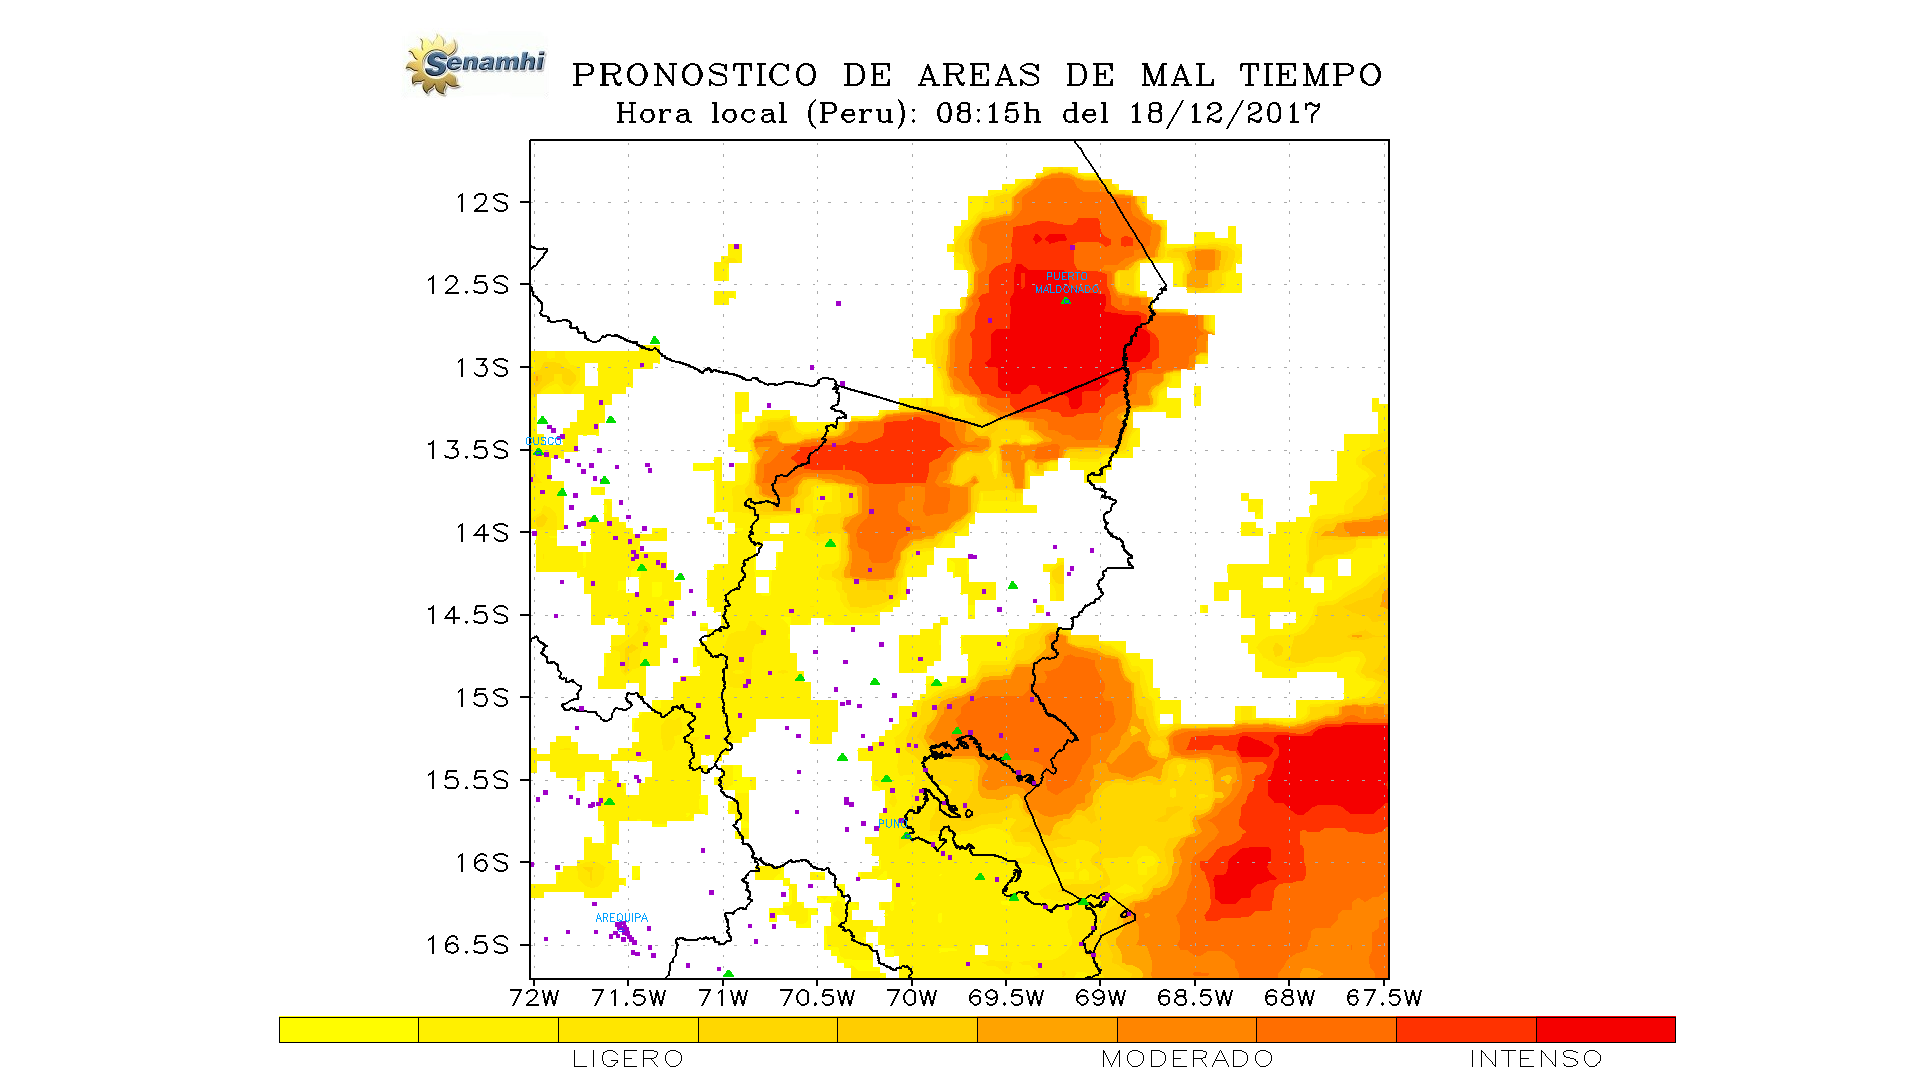 Senamhi
PRONOSTICO DE AREAS DE MAL TIEMPO
Hora local (Peru): 08:15h del 18/12/2017
12S
12.5S
13S
13.5S
14S
14.5S
15S
15.5S
16S
16.5S
PUERTO
MALDONADO
CUSCO
PUNO
AREQUIPA
72W 71.5W 71W 70.5W 70W 69.5W 69W 68.5W 68W 67.5W
LIGERO MODERADO INTENSO